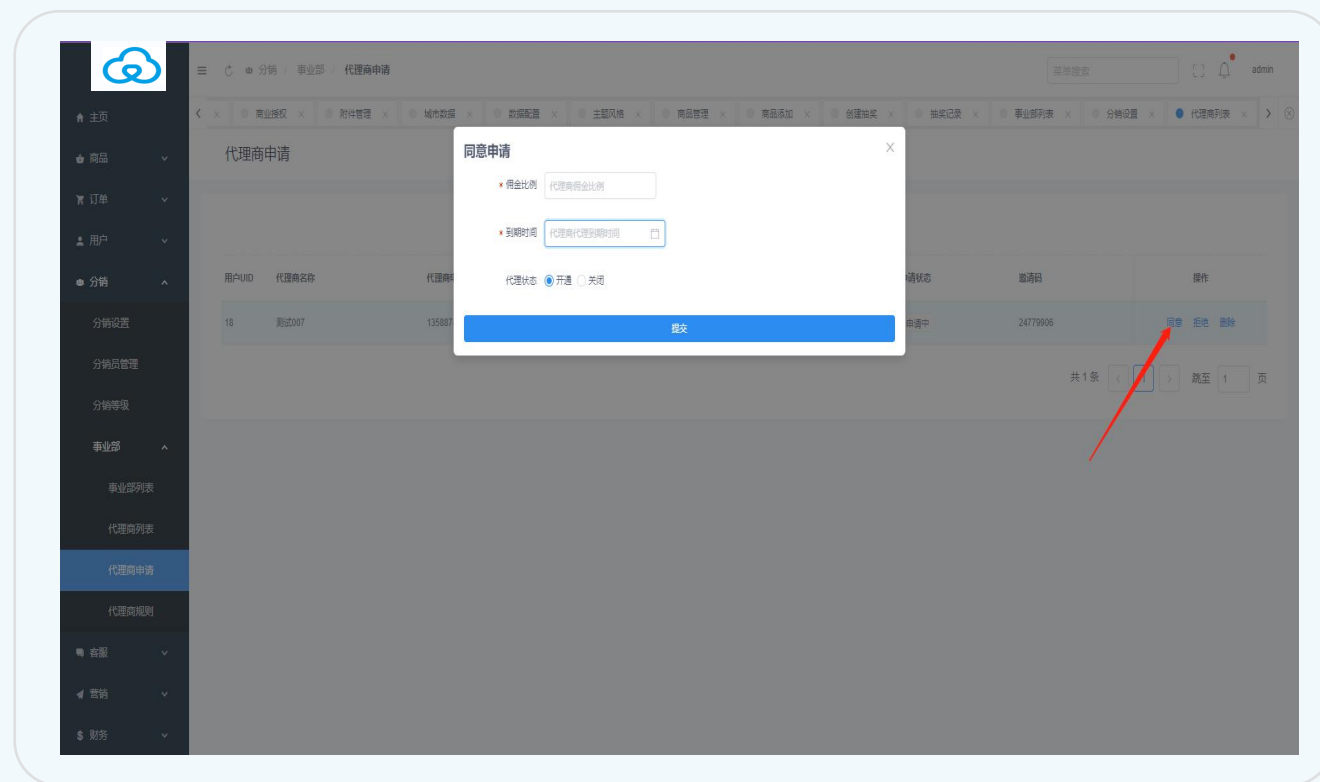 分销 / 事业部 / 代理商申请
菜单搜索
admin
商业授权
附件管理
城市数据
数据配置
主题风格
商品管理
商品添加
创建抽奖
抽奖记录
事业部列表
分销设置
代理商列表
主页
商品
订单
用户
分销
分销设置
分销员管理
分销等级
事业部
事业部列表
代理商列表
代理商申请
代理商规则
客服
营销
$ 财务
代理商申请
同意申请
* 佣金比例 代理商佣金比例
* 到期时间 代理商代理到期时间
代理状态 开通 关闭
提交
用户UID 代理商名称 代理商 申请状态 邀请码 操作
18 测试007 135887 申请中 24779906 同意 拒绝 删除
共 1 条 < 1 > 跳至 1 页